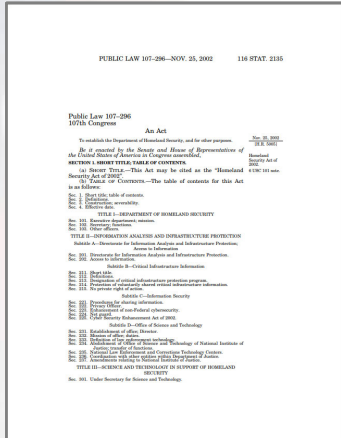 PUBLIC LAW 107–296—NOV. 25, 2002 116 STAT. 2135
Public Law 107–296
107th Congress
An Act
To establish the Department of Homeland Security, and for other purposes.
Nov. 25, 2002
[H.R. 5005]
Be it enacted by the Senate and House of Representatives of
the United States of America in Congress assembled,
Homeland
Security Act of
2002.
6 USC 101 note.
SECTION 1. SHORT TITLE; TABLE OF CONTENTS.
(a) SHORT TITLE.—This Act may be cited as the "Homeland
Security Act of 2002".
(b) TABLE OF CONTENTS.—The table of contents for this Act
is as follows:
Sec. 1. Short title; table of contents.
Sec. 2. Definitions.
Sec. 3. Construction; severability.
Sec. 4. Effective date.
TITLE I—DEPARTMENT OF HOMELAND SECURITY
Sec. 101. Executive department; mission.
Sec. 102. Secretary; functions.
Sec. 103. Other officers.
TITLE II—INFORMATION ANALYSIS AND INFRASTRUCTURE PROTECTION
Subtitle A—Directorate for Information Analysis and Infrastructure Protection;
Access to Information
Sec. 201. Directorate for Information Analysis and Infrastructure Protection.
Sec. 202. Access to information.
Subtitle B—Critical Infrastructure Information
Sec. 211. Short title.
Sec. 212. Definitions.
Sec. 213. Designation of critical infrastructure protection program.
Sec. 214. Protection of voluntarily shared critical infrastructure information.
Sec. 215. No private right of action.
Subtitle C—Information Security
Sec. 221. Procedures for sharing information.
Sec. 222. Privacy Officer.
Sec. 223. Enhancement of non-Federal cybersecurity.
Sec. 224. Net guard.
Sec. 225. Cyber Security Enhancement Act of 2002.
Subtitle D—Office of Science and Technology
Sec. 231. Establishment of office; Director.
Sec. 232. Mission of office; duties.
Sec. 233. Definition of law enforcement technology.
Sec. 234. Abolishment of Office of Science and Technology of National Institute of
Justice; transfer of functions.
Sec. 235. National Law Enforcement and Corrections Technology Centers.
Sec. 236. Coordination with other entities within Department of Justice.
Sec. 237. Amendments relating to National Institute of Justice.
TITLE III—SCIENCE AND TECHNOLOGY IN SUPPORT OF HOMELAND
SECURITY
Sec. 301. Under Secretary for Science and Technology.